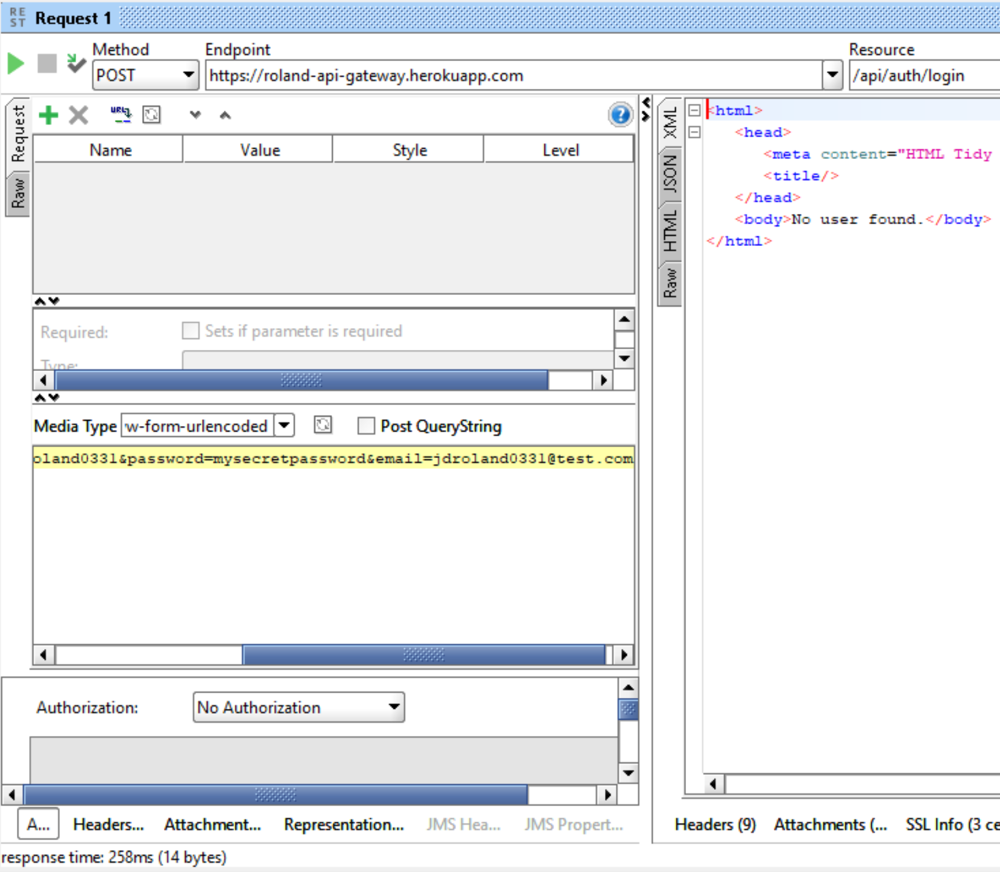 REST Request 1
Method
Endpoint
Resource
POST
https://roland-api-gateway.herokuapp.com
/api/auth/login
Request
Raw
Name Value Style Level
Required: Sets if parameter is required
Type:
Media Type w-form-urlencoded Post QueryString
oland0331&password=mysecretpassword&email=jdroland0331@test.com
Authorization: No Authorization
A... Headers... Attachment... Representation... JMS Hea... JMS Propert...
XML
JSON
HTML
Raw
<html>
<head>
<meta content="HTML Tidy
<title/>
</head>
<body>No user found.</body>
</html>
Headers (9) Attachments (... SSL Info (3 ce
response time: 258ms (14 bytes)